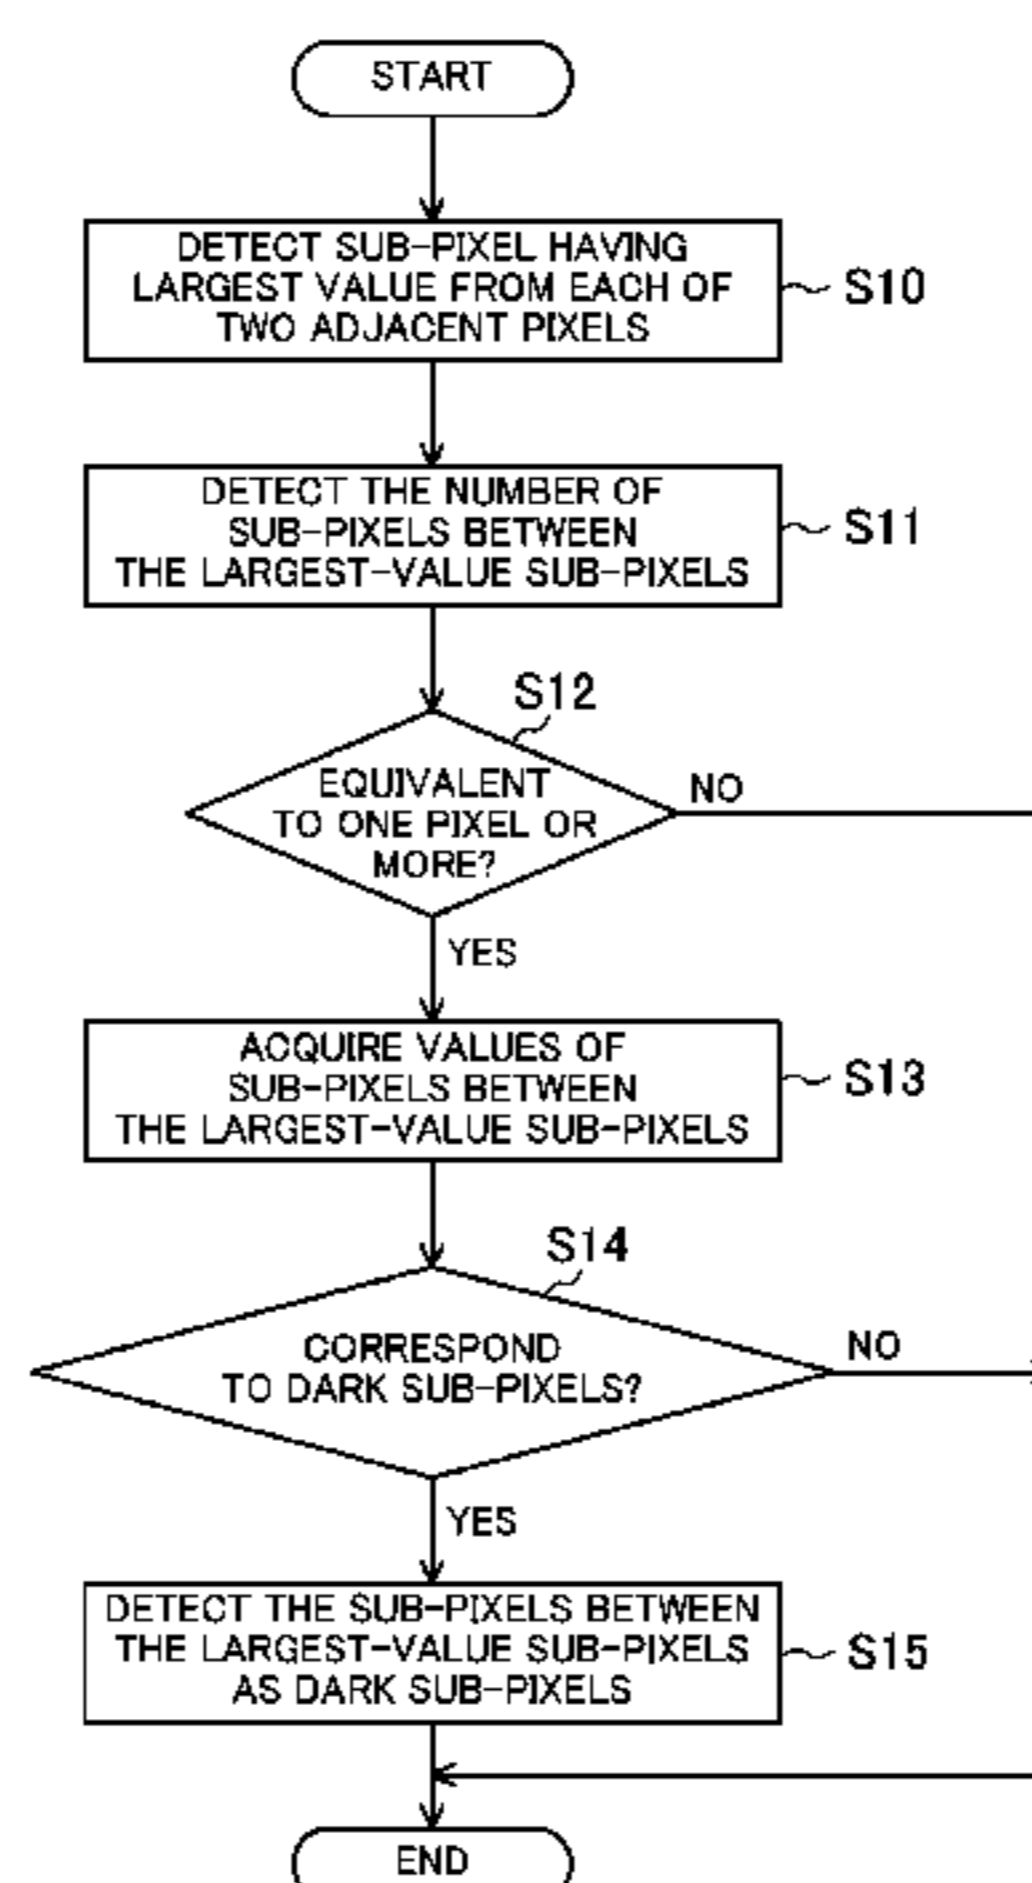 START
DETECT SUB-PIXEL HAVING
LARGEST VALUE FROM EACH OF
TWO ADJACENT PIXELS
S10
DETECT THE NUMBER OF
SUB-PIXELS BETWEEN
THE LARGEST-VALUE SUB-PIXELS
S11
S12
EQUIVALENT
TO ONE PIXEL OR
MORE?
NO
YES
ACQUIRE VALUES OF
SUB-PIXELS BETWEEN
THE LARGEST-VALUE SUB-PIXELS
S13
S14
CORRESPOND
TO DARK SUB-PIXELS?
NO
YES
DETECT THE SUB-PIXELS BETWEEN
THE LARGEST-VALUE SUB-PIXELS
AS DARK SUB-PIXELS
S15
END